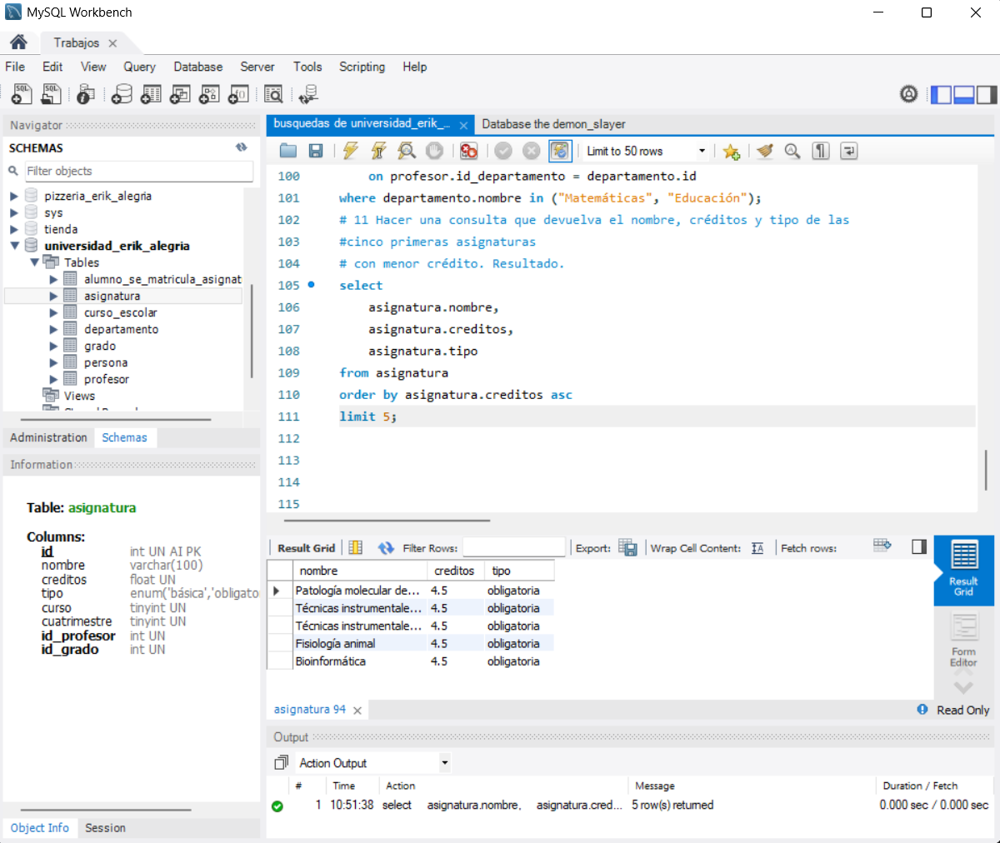 MySQL Workbench
Trabajos
File Edit View Query Database Server Tools Scripting Help
Navigator
SCHEMAS
Filter objects
pizzeria_erik_alegria
sys
tienda
universidad_erik_alegria
Tables
alumno_se_matricula_asignat
asignatura
curso_escolar
departamento
grado
persona
profesor
Views
Administration Schemas
Information
Table: asignatura
Columns:
id int UN AI PK
nombre varchar(100)
creditos float UN
tipo enum('básica','obligato
curso tinyint UN
cuatrimestre tinyint UN
id_profesor int UN
id_grado int UN
Object Info Session
busquedas de universidad_erik_... Database the demon_slayer
Limit to 50 rows
100 on profesor.id_departamento = departamento.id
101 where departamento.nombre in ("Matemáticas", "Educación");
102 # 11 Hacer una consulta que devuelva el nombre, créditos y tipo de las
103 #cinco primeras asignaturas
104 # con menor crédito. Resultado.
105 select
106 asignatura.nombre,
107 asignatura.creditos,
108 asignatura.tipo
109 from asignatura
110 order by asignatura.creditos asc
111 limit 5;
112
113
114
115
Result Grid Filter Rows: Export: Wrap Cell Content: Fetch rows:
nombre creditos tipo
Patología molecular de... 4.5 obligatoria
Técnicas instrumentale... 4.5 obligatoria
Técnicas instrumentale... 4.5 obligatoria
Fisiología animal 4.5 obligatoria
Bioinformática 4.5 obligatoria
Result
Grid
Form
Editor
asignatura 94
Read Only
Output
Action Output
# Time Action Message Duration / Fetch
1 10:51:38 select asignatura.nombre, asignatura.cred... 5 row(s) returned 0.000 sec / 0.000 sec